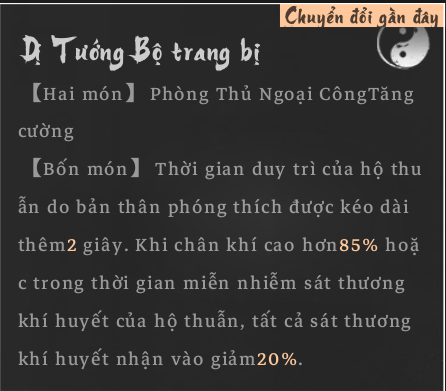 Chuyển đổi gần đây
Dị Tướng Bộ trang bị
【Hai món】 Phòng Thủ Ngoại CôngTăng
cường
【Bốn món】 Thời gian duy trì của hộ thu
ẫn do bản thân phóng thích được kéo dài
thêm2 giây. Khi chân khí cao hơn85% hoặ
c trong thời gian miễn nhiễm sát thương
khí huyết của hộ thuẫn, tất cả sát thương
khí huyết nhận vào giảm20%.